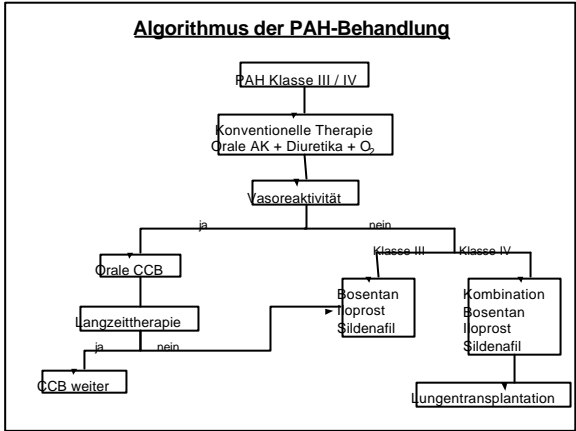 Algorithmus der PAH-Behandlung
PAH Klasse III / IV
Konventionelle Therapie
Orale AK + Diuretika + O2
Vasoreaktivität
ja
nein
Klasse III
Klasse IV
Orale CCB
Bosentan
Iloprost
Sildenafil
Kombination
Bosentan
Iloprost
Sildenafil
Langzeittherapie
ja
nein
CCB weiter
Lungentransplantation